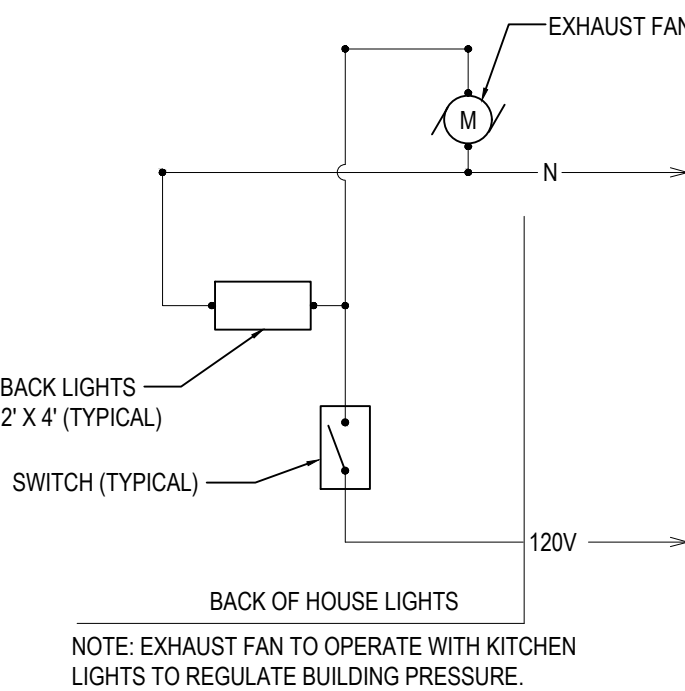 EXHAUST FAN
M
N
BACK LIGHTS
2' X 4' (TYPICAL)
SWITCH (TYPICAL)
120V
BACK OF HOUSE LIGHTS
NOTE: EXHAUST FAN TO OPERATE WITH KITCHEN
LIGHTS TO REGULATE BUILDING PRESSURE.